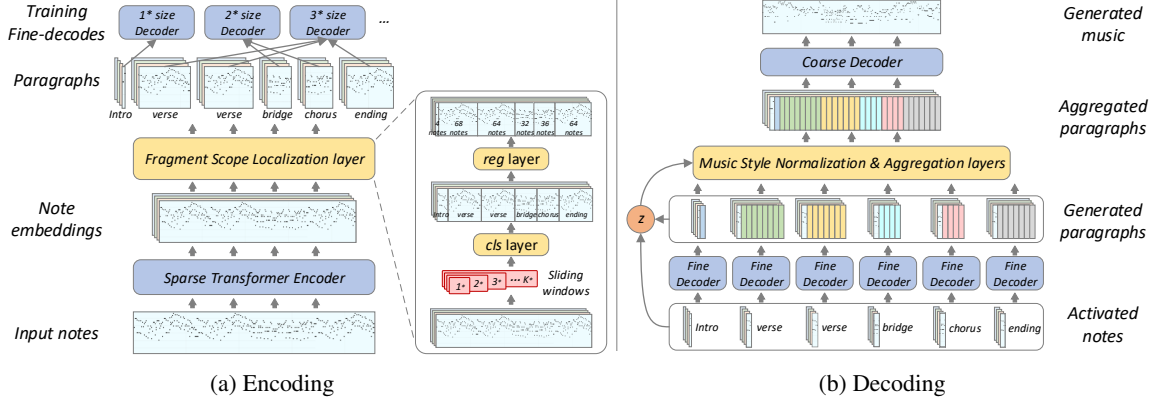 Training
Fine-decodes
1* size
Decoder
2* size
Decoder
3* size
Decoder
...
Paragraphs
Intro verse verse bridge chorus ending
Fragment Scope Localization layer
Note
embeddings
Sparse Transformer Encoder
Input notes
4 notes 68 notes 64 notes 32 notes 36 notes 64 notes
reg layer
Intro verse verse bridge chorus ending
cls layer
1* 2* 3* ... K*
Sliding
windows
(a) Encoding
Generated
music
Coarse Decoder
Aggregated
paragraphs
Music Style Normalization & Aggregation layers
z
Generated
paragraphs
Fine
Decoder
Fine
Decoder
Fine
Decoder
Fine
Decoder
Fine
Decoder
Fine
Decoder
Intro verse verse bridge chorus ending
Activated
notes
(b) Decoding